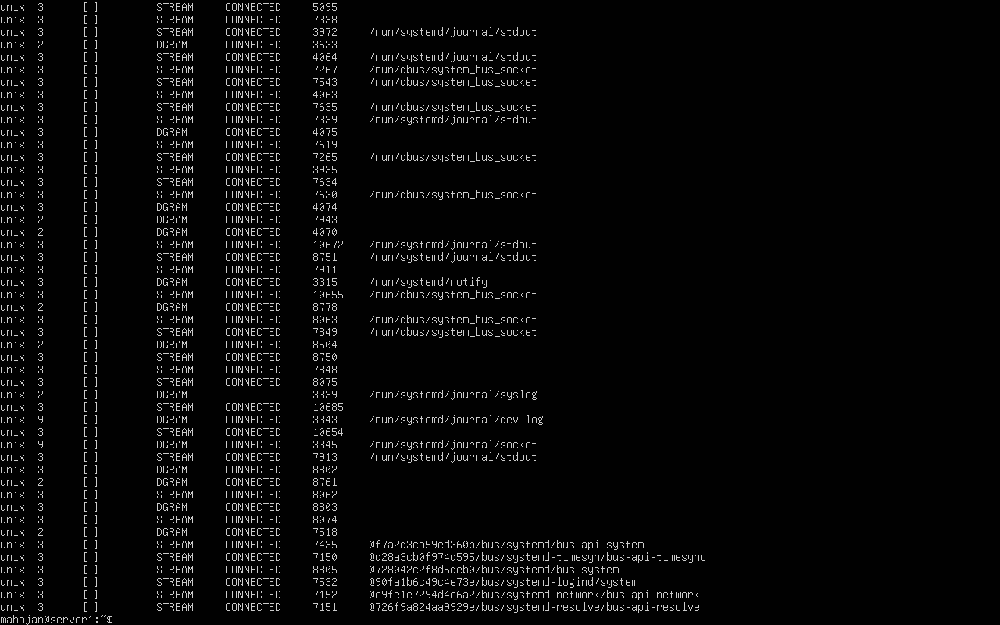 unix  3      [ ]         STREAM     CONNECTED     5095
unix  3      [ ]         STREAM     CONNECTED     7338
unix  3      [ ]         STREAM     CONNECTED     3972     /run/systemd/journal/stdout
unix  2      [ ]         DGRAM      CONNECTED     3623
unix  3      [ ]         STREAM     CONNECTED     4064     /run/systemd/journal/stdout
unix  3      [ ]         STREAM     CONNECTED     7267     /run/dbus/system_bus_socket
unix  3      [ ]         STREAM     CONNECTED     7543     /run/dbus/system_bus_socket
unix  3      [ ]         STREAM     CONNECTED     4063
unix  3      [ ]         STREAM     CONNECTED     7635     /run/dbus/system_bus_socket
unix  3      [ ]         STREAM     CONNECTED     7339     /run/systemd/journal/stdout
unix  3      [ ]         DGRAM      CONNECTED     4075
unix  3      [ ]         STREAM     CONNECTED     7619
unix  3      [ ]         STREAM     CONNECTED     7265     /run/dbus/system_bus_socket
unix  3      [ ]         STREAM     CONNECTED     3935
unix  3      [ ]         STREAM     CONNECTED     7634
unix  3      [ ]         STREAM     CONNECTED     7620     /run/dbus/system_bus_socket
unix  3      [ ]         DGRAM      CONNECTED     4074
unix  2      [ ]         DGRAM      CONNECTED     7943
unix  2      [ ]         DGRAM      CONNECTED     4070
unix  3      [ ]         STREAM     CONNECTED     10672    /run/systemd/journal/stdout
unix  3      [ ]         STREAM     CONNECTED     8751     /run/systemd/journal/stdout
unix  3      [ ]         STREAM     CONNECTED     7911
unix  3      [ ]         DGRAM      CONNECTED     3315     /run/systemd/notify
unix  3      [ ]         STREAM     CONNECTED     10655    /run/dbus/system_bus_socket
unix  2      [ ]         DGRAM      CONNECTED     8778
unix  3      [ ]         STREAM     CONNECTED     8063     /run/dbus/system_bus_socket
unix  3      [ ]         STREAM     CONNECTED     7849     /run/dbus/system_bus_socket
unix  2      [ ]         DGRAM      CONNECTED     8504
unix  3      [ ]         STREAM     CONNECTED     8750
unix  3      [ ]         STREAM     CONNECTED     7848
unix  3      [ ]         STREAM     CONNECTED     8075
unix  2      [ ]         DGRAM                    3339     /run/systemd/journal/syslog
unix  3      [ ]         STREAM     CONNECTED     10685
unix  9      [ ]         DGRAM      CONNECTED     3343     /run/systemd/journal/dev-log
unix  3      [ ]         STREAM     CONNECTED     10654
unix  9      [ ]         DGRAM      CONNECTED     3345     /run/systemd/journal/socket
unix  3      [ ]         STREAM     CONNECTED     7913     /run/systemd/journal/stdout
unix  3      [ ]         DGRAM      CONNECTED     8802
unix  2      [ ]         DGRAM      CONNECTED     8761
unix  3      [ ]         STREAM     CONNECTED     8062
unix  3      [ ]         DGRAM      CONNECTED     8803
unix  3      [ ]         STREAM     CONNECTED     8074
unix  2      [ ]         DGRAM      CONNECTED     7518
unix  3      [ ]         STREAM     CONNECTED     7435     @f7a2d3ca59ed260b/bus/systemd/bus-api-system
unix  3      [ ]         STREAM     CONNECTED     7150     @d28a3cb0f974d595/bus/systemd-timesyn/bus-api-timesync
unix  3      [ ]         STREAM     CONNECTED     8805     @728042c2f8d5deb0/bus/systemd/bus-system
unix  3      [ ]         STREAM     CONNECTED     7532     @90fa1b6c49c4e73e/bus/systemd-logind/system
unix  3      [ ]         STREAM     CONNECTED     7152     @e9fe1e7294d4c6a2/bus/systemd-network/bus-api-network
unix  3      [ ]         STREAM     CONNECTED     7151     @726f9a824aa9929e/bus/systemd-resolve/bus-api-resolve
mahajan@server1:~$